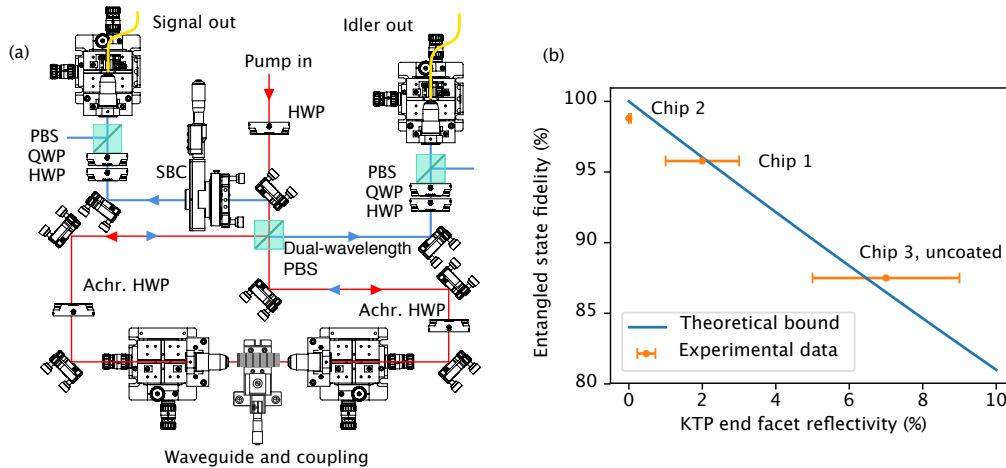 (a)
Signal out
Idler out
Pump in
HWP
PBS
QWP
HWP
SBC
PBS
QWP
HWP
Dual-wavelength
PBS
Achr. HWP
Achr. HWP
Waveguide and coupling
(b)
Entangled state fidelity (%)
100
95
90
85
80
Chip 2
Chip 1
Chip 3, uncoated
Theoretical bound
Experimental data
0
2
4
6
8
10
KTP end facet reflectivity (%)